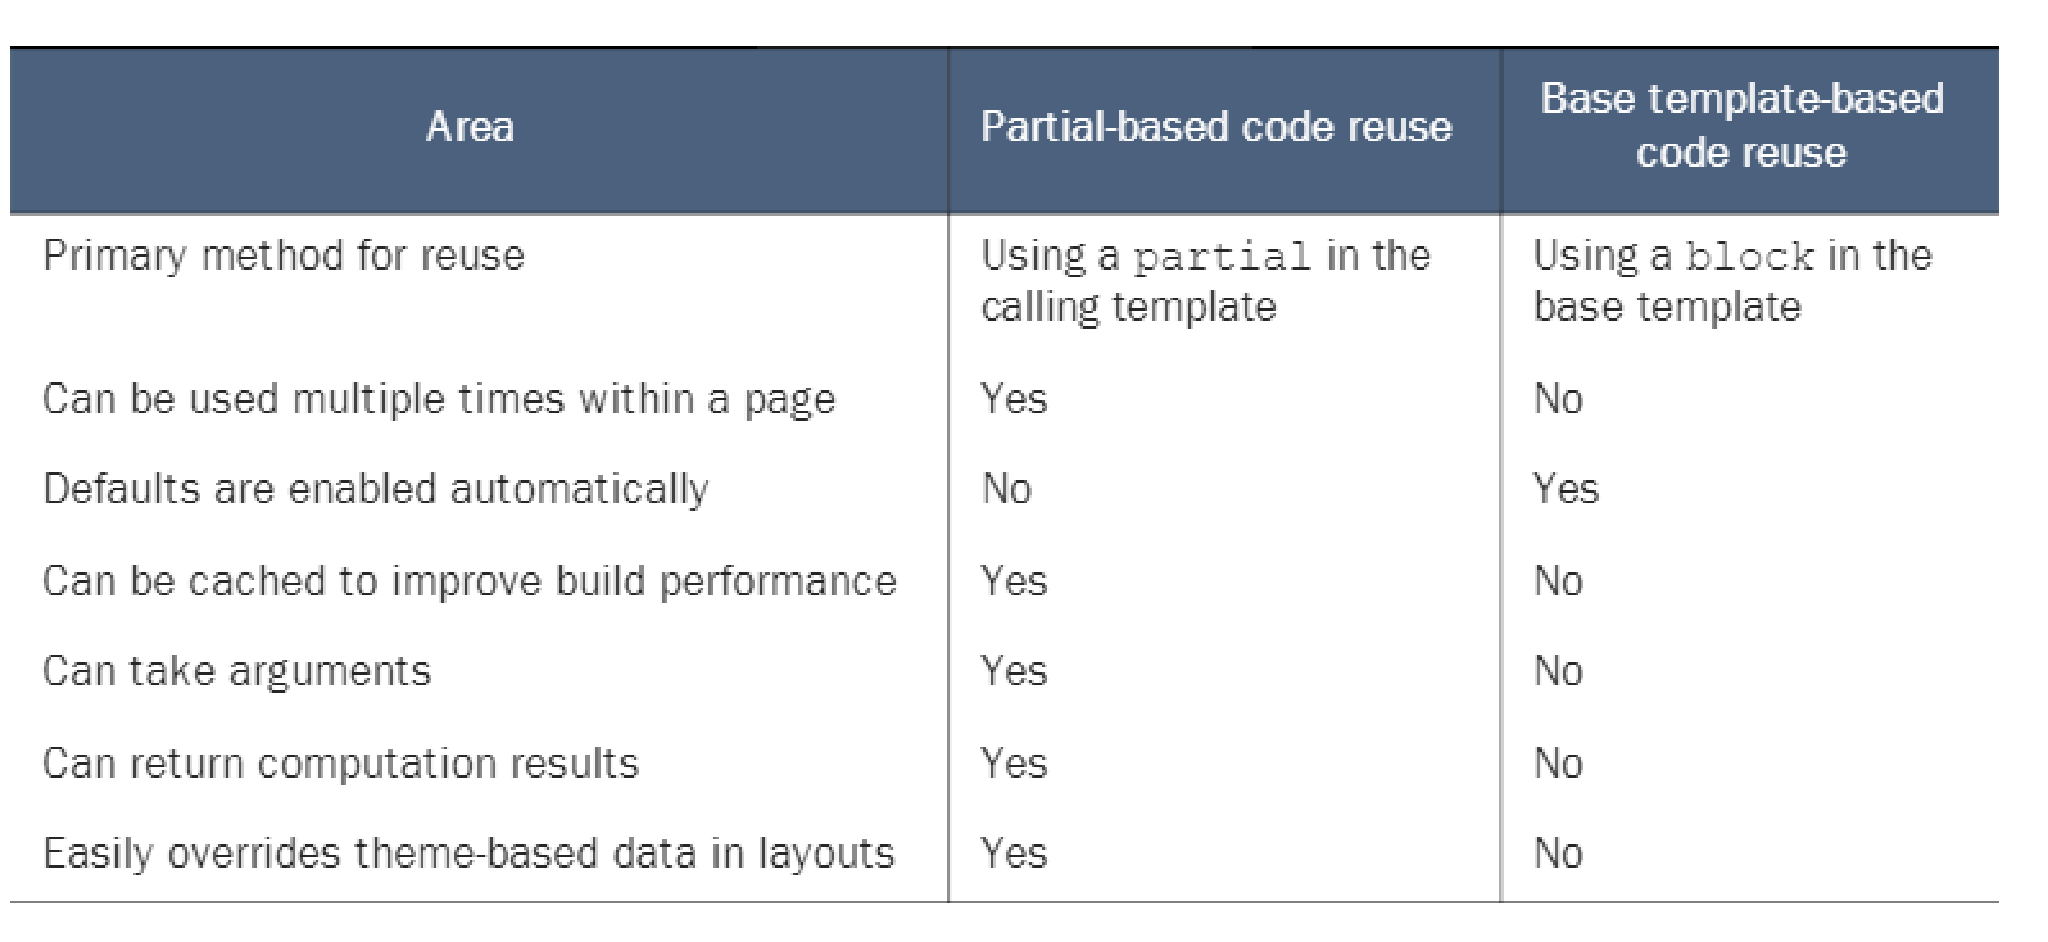 Area
Partial-based code reuse
Base template-based
code reuse
Primary method for reuse
Using a partial in the
calling template
Using a block in the
base template
Can be used multiple times within a page
Yes
No
Defaults are enabled automatically
No
Yes
Can be cached to improve build performance
Yes
No
Can take arguments
Yes
No
Can return computation results
Yes
No
Easily overrides theme-based data in layouts
Yes
No